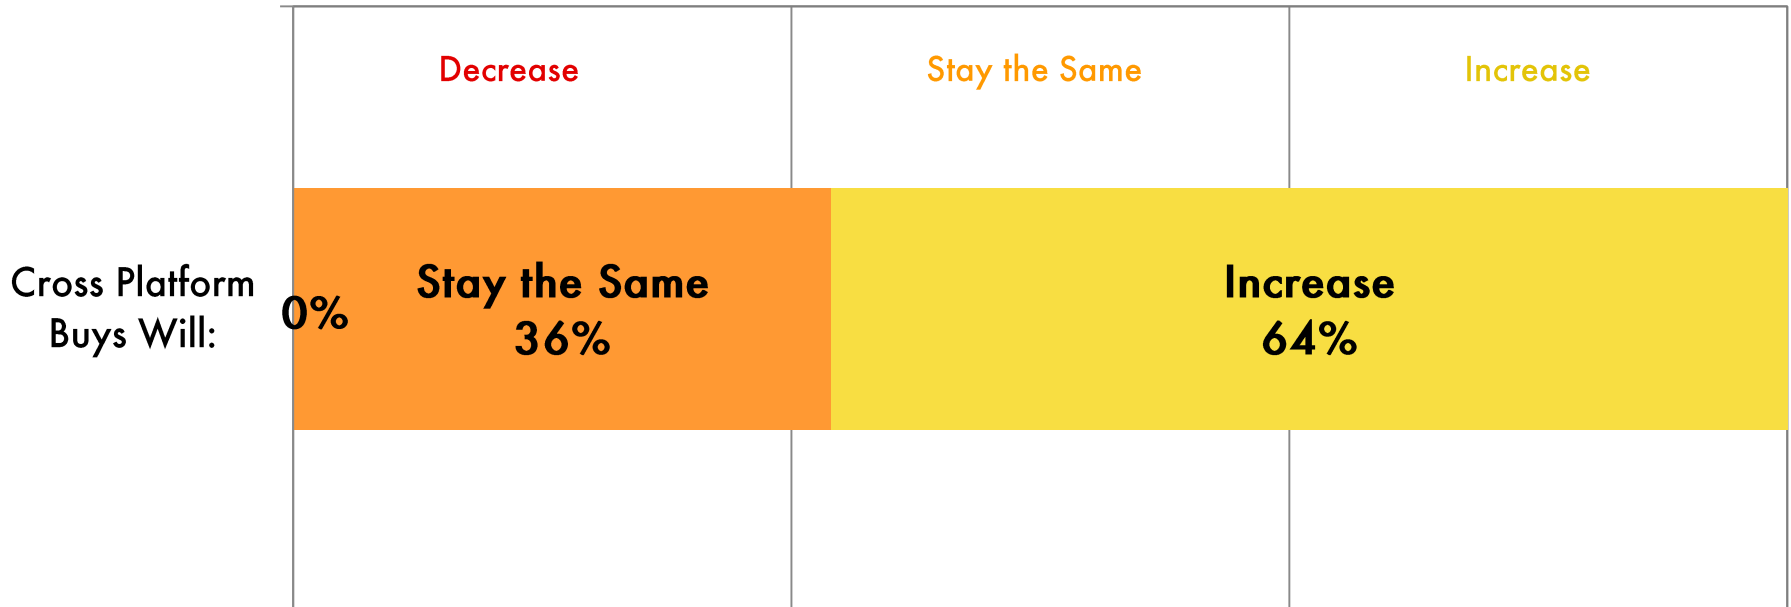 Decrease
Stay the Same
Increase
Cross Platform
Buys Will:
0%
Stay the Same
36%
Increase
64%